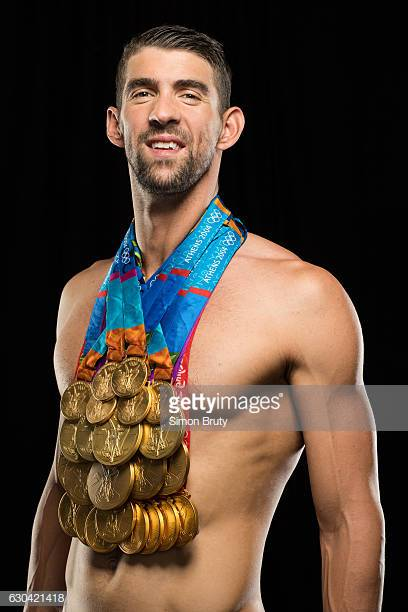 ATHENS 2004
ATHENS 2004
gettyimages
Simon Bruty
630421418